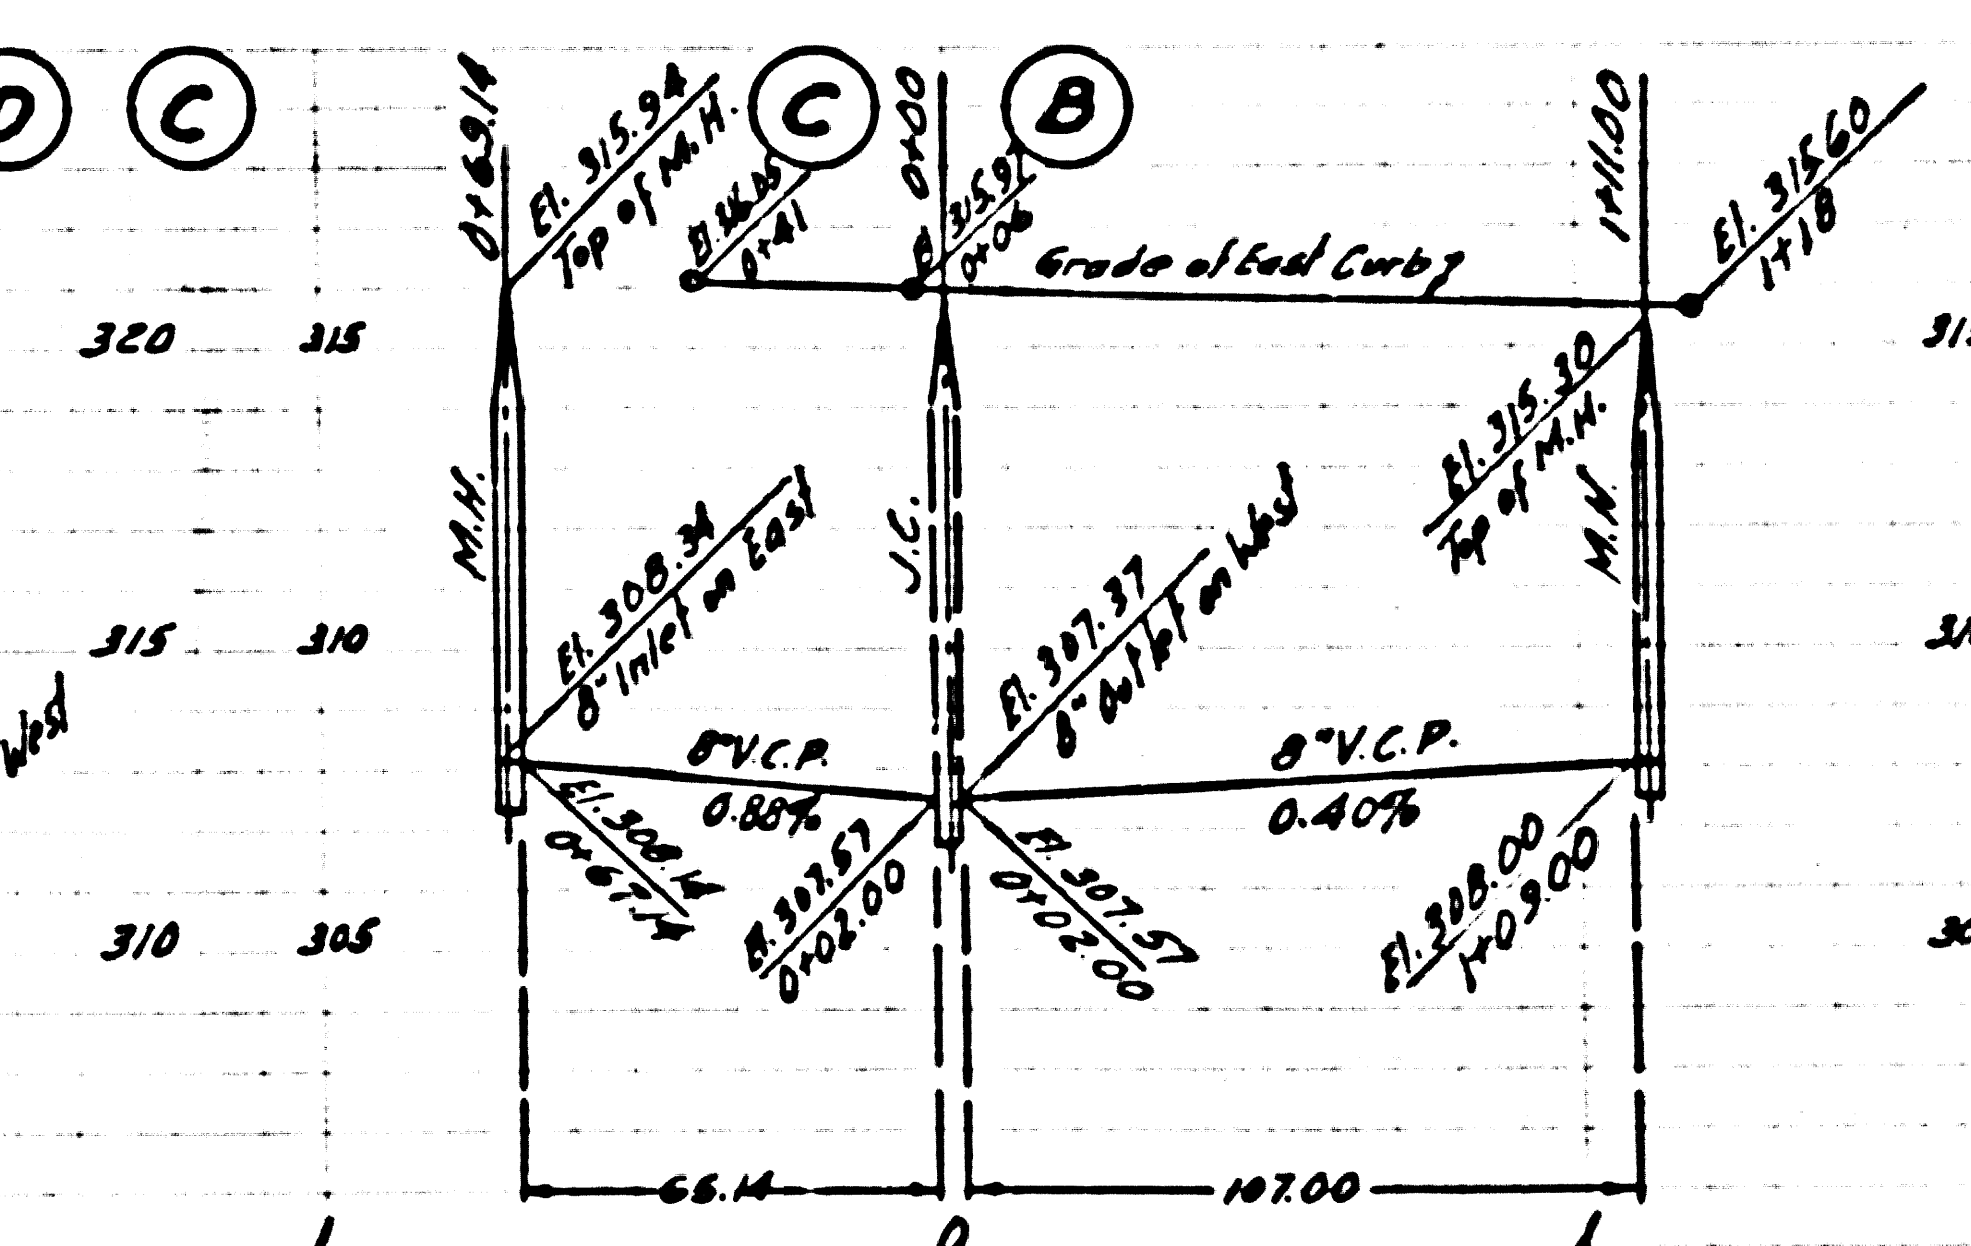 C
0+69.14
El. 315.94
Top of M.H.
C
El. 316.05
0+41
0+00
B
315.92
0+06
Grade of East Curb
1+11.00
El. 315.60
1+18
320
315
El. 315.30
Top of M.H.
M.H.
J.C.
M.H.
El. 308.34
8" Inlet on East
El. 307.37
8" Outlet on West
315
310
West
8" V.C.P.
0.88%
8" V.C.P.
0.40%
El. 308.14
0+67.14
El. 307.57
0+02.00
El. 307.57
0+02.00
El. 308.00
1+09.00
310
305
65.14
107.00